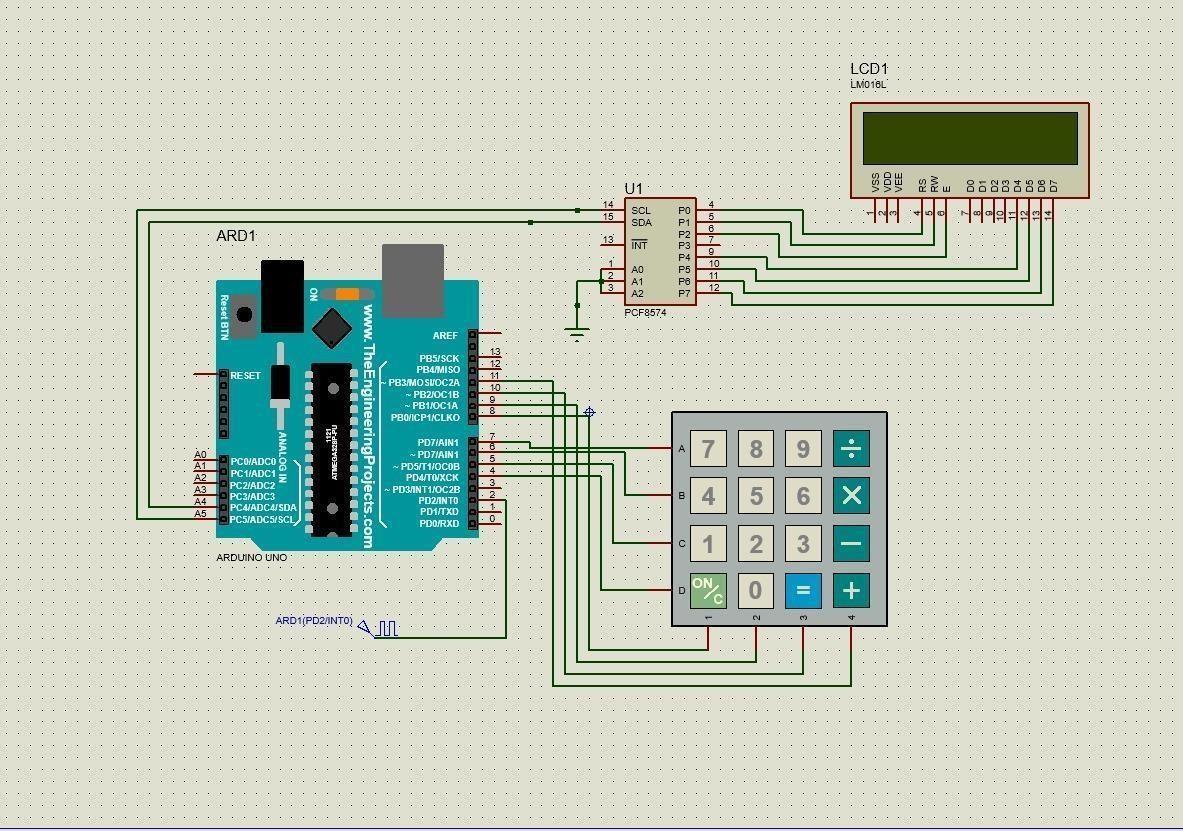 LCD1
LM016L
VSS
VDD
VEE
RS
RW
E
D0
D1
D2
D3
D4
D5
D6
D7
1
2
3
4
5
6
7
8
9
10
11
12
13
14
U1
14 SCL P0 4
15 SDA P1 5
P2 6
13 INT P3 7
P4 9
1 A0 P5 10
2 A1 P6 11
3 A2 P7 12
PCF8574
ARD1
Reset BTN
ON
www.TheEngineeringProjects.com
1121
ATMEGA328P-PU
ANALOG IN
RESET
AREF
PB5/SCK 13
PB4/MISO 12
~ PB3/MOSI/OC2A 11
~ PB2/OC1B 10
~ PB1/OC1A 9
PB0/ICP1/CLKO 8
PD7/AIN1 7
~ PD7/AIN1 6
~ PD5/T1/OC0B 5
PD4/T0/XCK 4
~ PD3/INT1/OC2B 3
PD2/INT0 2
PD1/TXD 1
PD0/RXD 0
A0 PC0/ADC0
A1 PC1/ADC1
A2 PC2/ADC2
A3 PC3/ADC3
A4 PC4/ADC4/SDA
A5 PC5/ADC5/SCL
ARDUINO UNO
ARD1(PD2/INT0)
A 7 8 9 ÷
B 4 5 6 ×
C 1 2 3 −
D ON/C 0 = +
1 2 3 4